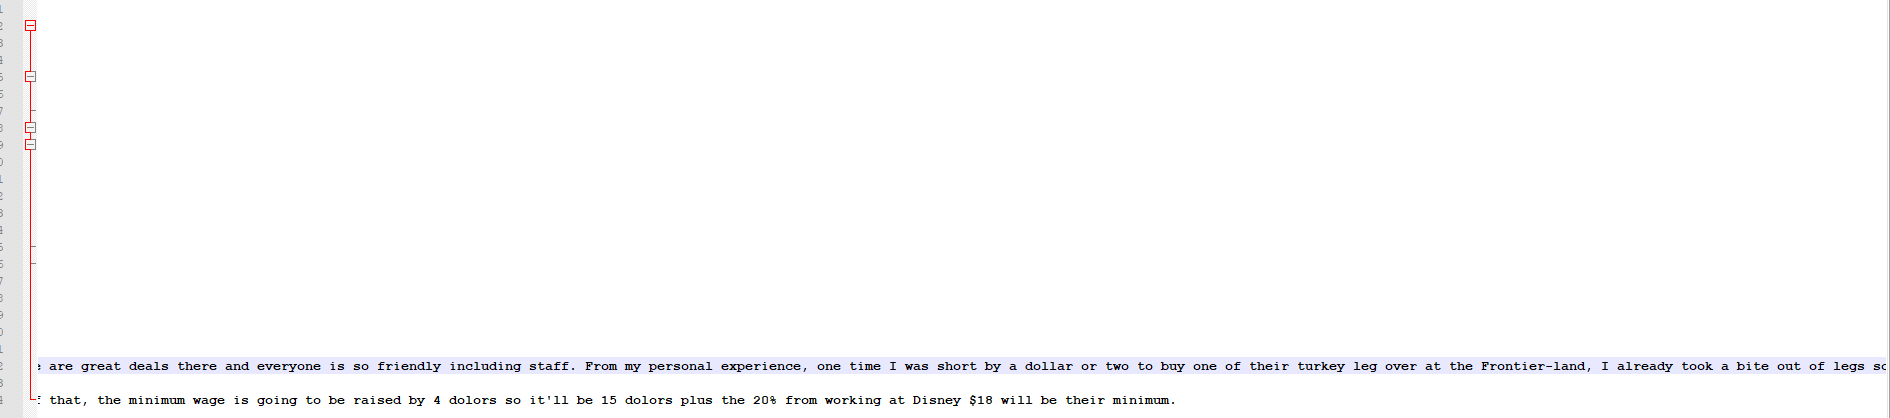 are great deals there and everyone is so friendly including staff. From my personal experience, one time I was short by a dollar or two to buy one of their turkey leg over at the Frontier-land, I already took a bite out of legs
that, the minimum wage is going to be raised by 4 dolors so it'll be 15 dolors plus the 20% from working at Disney $18 will be their minimum.